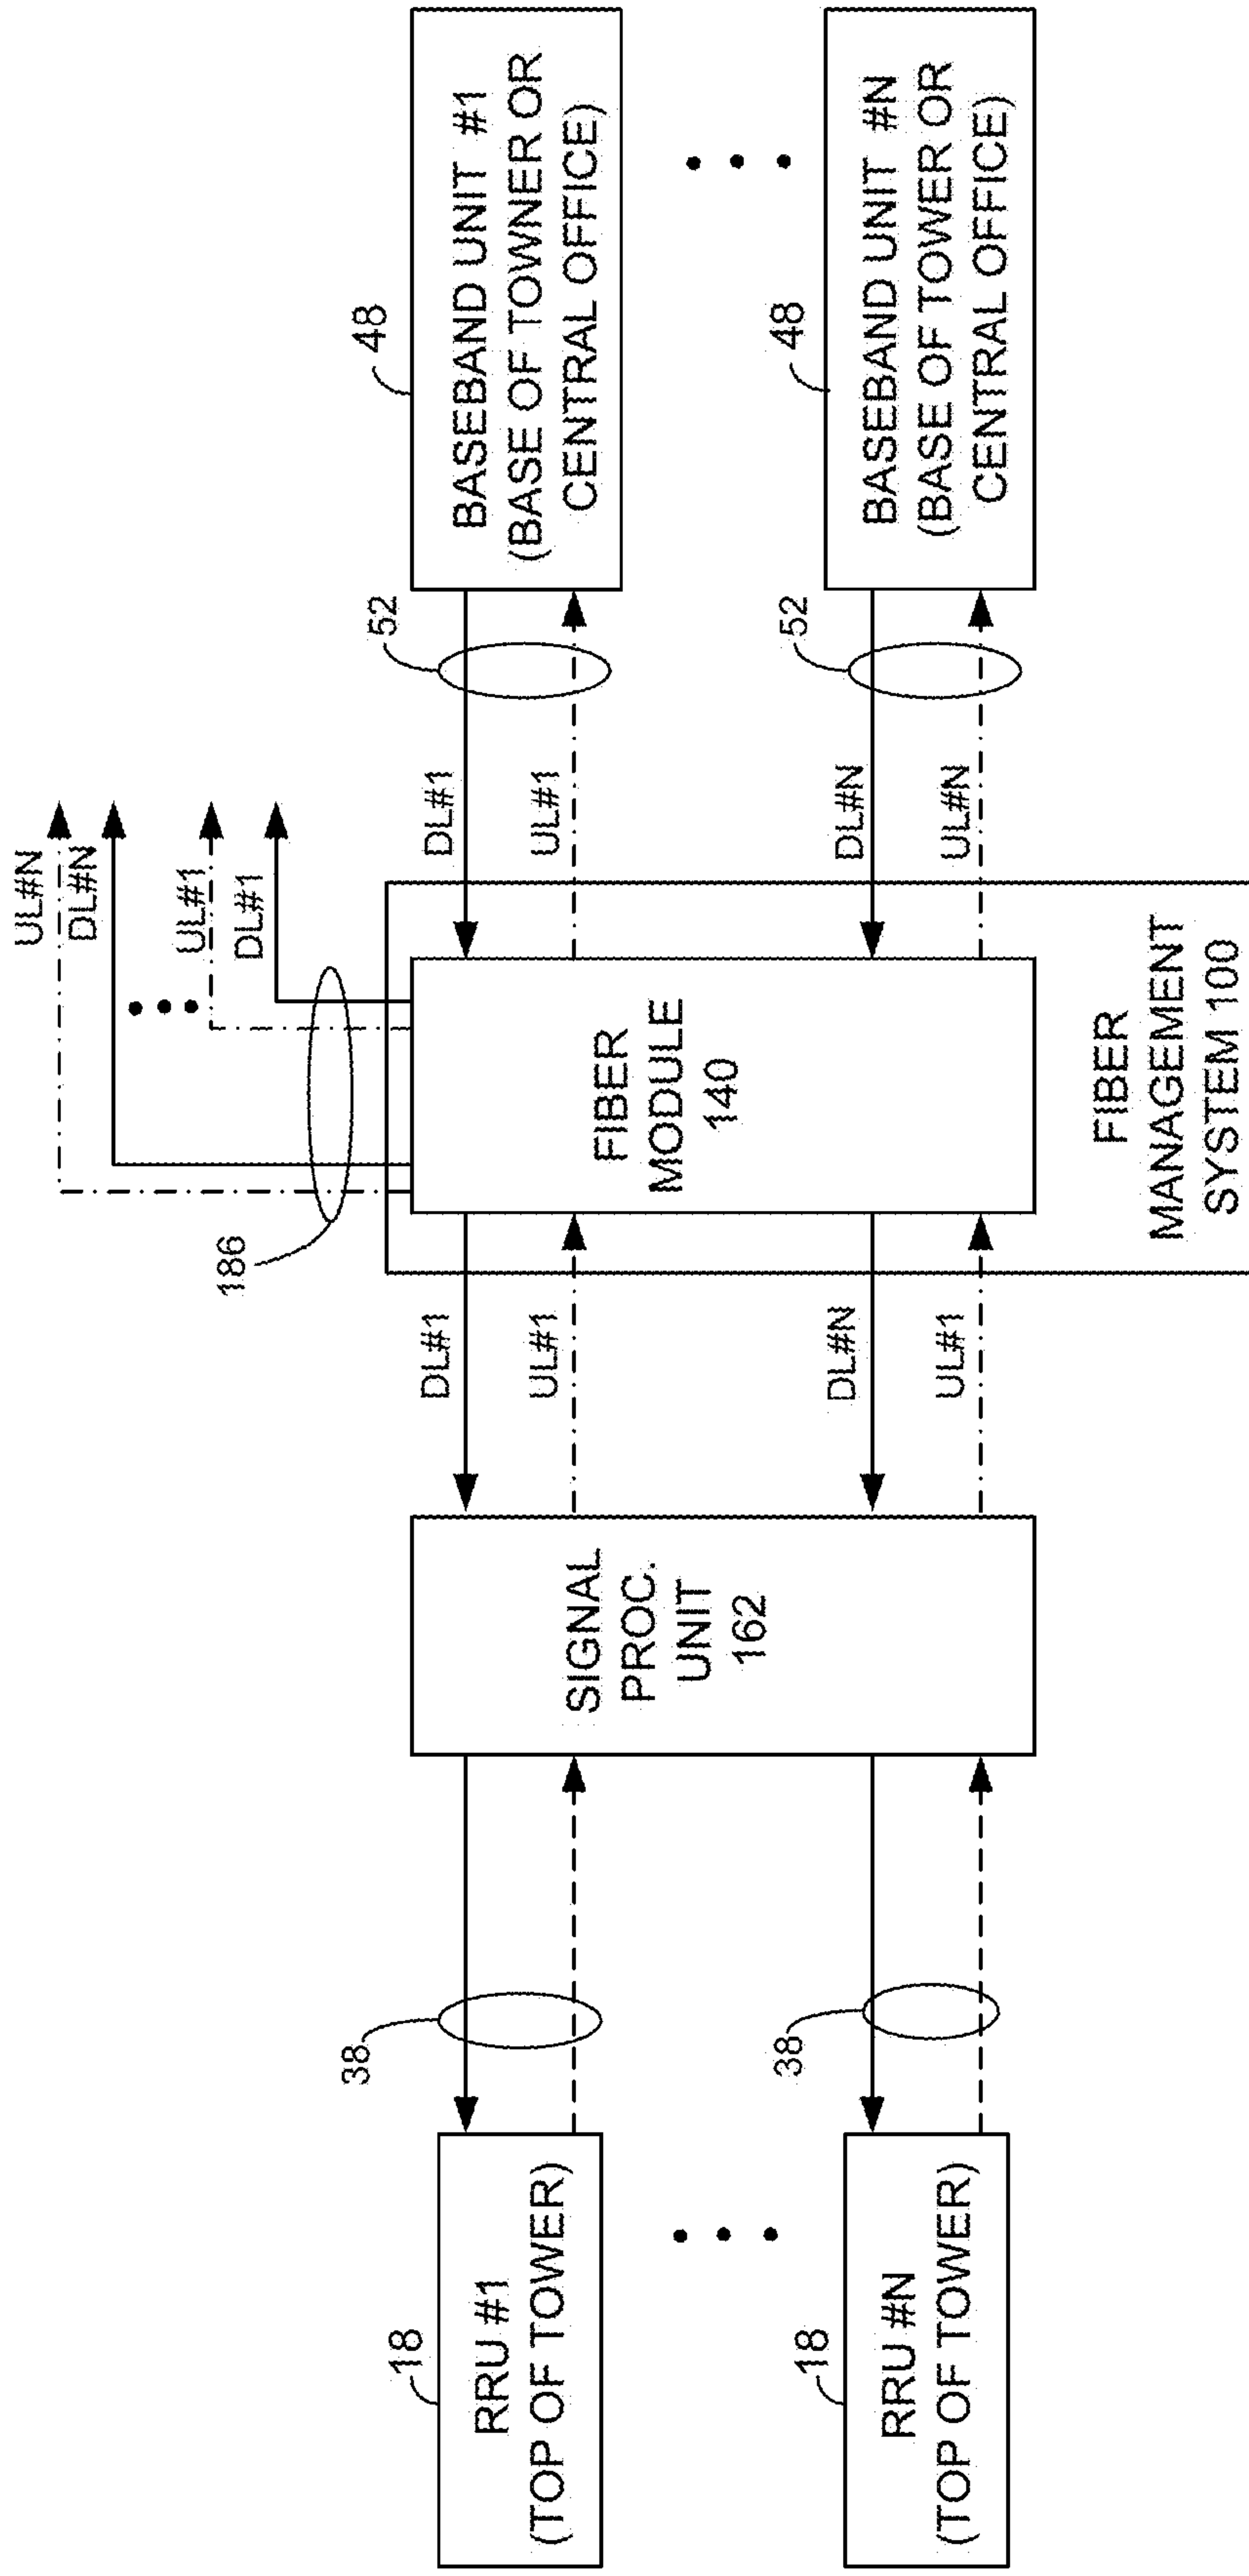 UL#N
DL#N
UL#1
DL#1
186
18
RRU #1
(TOP OF TOWER)
38
DL#1
UL#1
DL#1
UL#1
52
48
BASEBAND UNIT #1
(BASE OF TOWNER OR
CENTRAL OFFICE)
SIGNAL
PROC.
UNIT
162
FIBER
MODULE
140
18
RRU #N
(TOP OF TOWER)
38
DL#N
UL#1
DL#N
UL#N
52
48
BASEBAND UNIT #N
(BASE OF TOWER OR
CENTRAL OFFICE)
FIBER
MANAGEMENT
SYSTEM 100